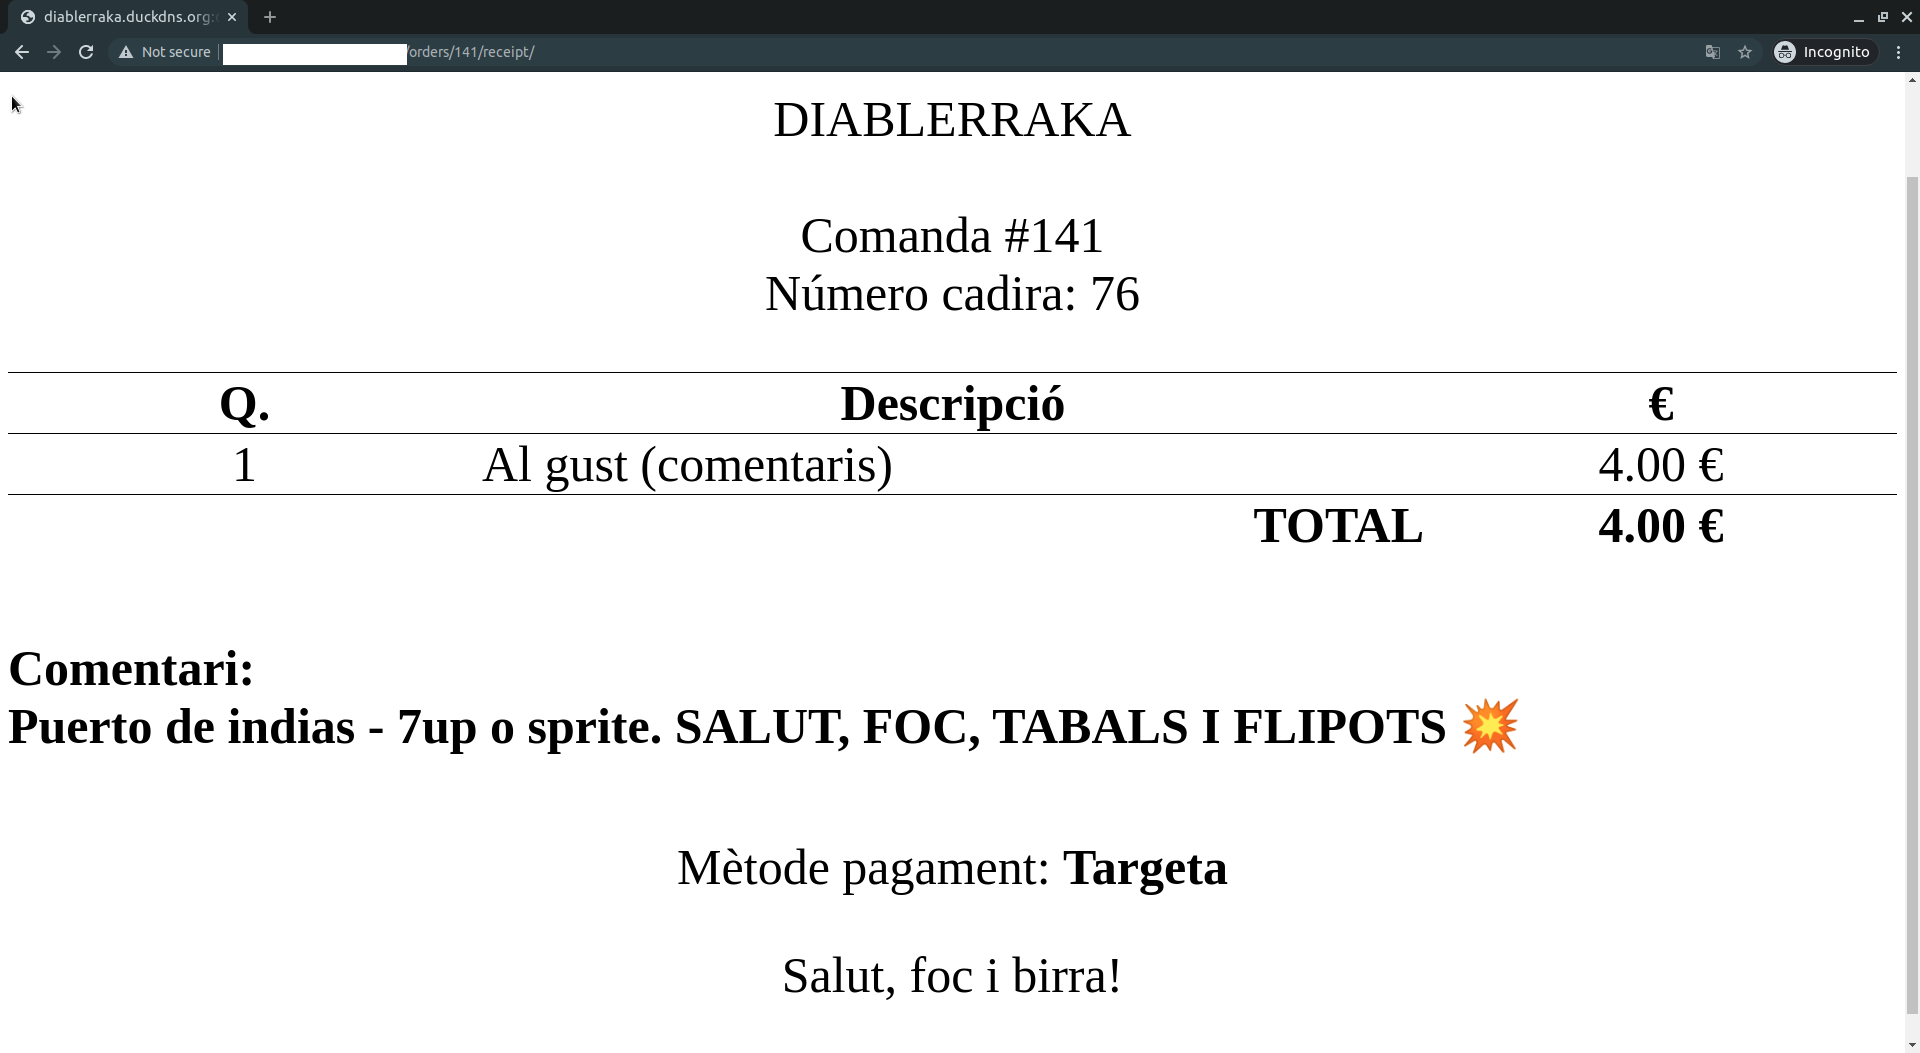 diablerraka.duckdns.org:
Not secure
/orders/141/receipt/
Incognito
DIABLERRAKA
Comanda #141
Número cadira: 76
Q. Descripció €
1 Al gust (comentaris) 4.00 €
TOTAL 4.00 €
Comentari:
Puerto de indias - 7up o sprite. SALUT, FOC, TABALS I FLIPOTS 💥
Mètode pagament: Targeta
Salut, foc i birra!